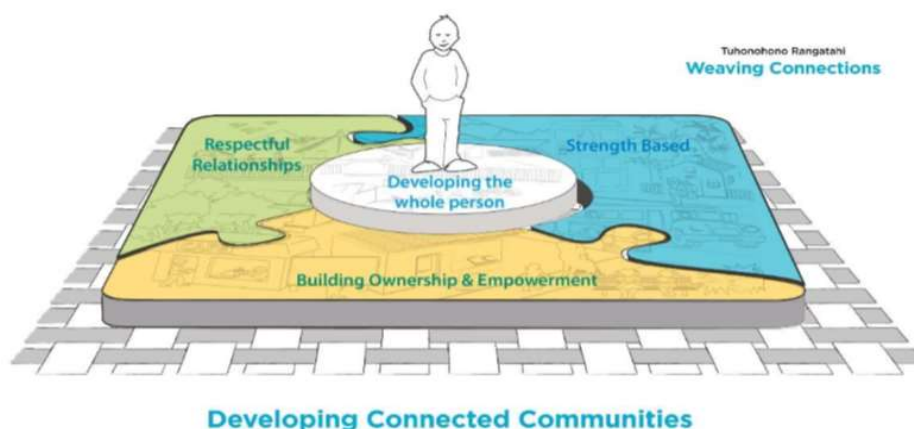 Tuhonohono Rangatahi
Weaving Connections
Respectful
Relationships
Strength Based
Developing the
whole person
Building Ownership & Empowerment
Developing Connected Communities